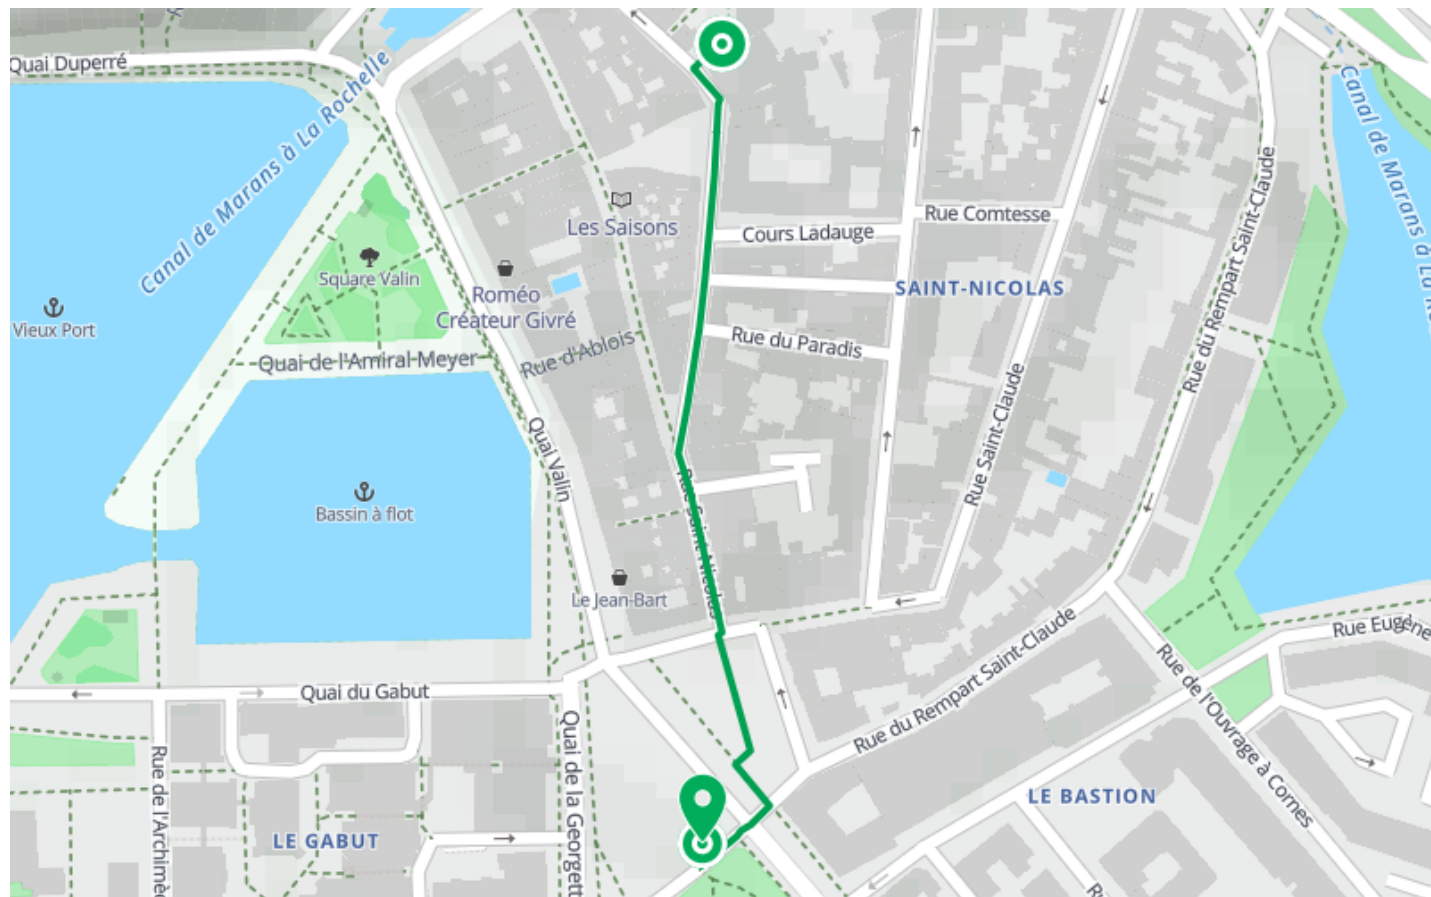 Quai Duperré
Canal de Marans à La Rochelle
Canal de Marans à La
Vieux Port
Square Valin
Quai de l'Amiral Meyer
Les Saisons
Roméo
Créateur Givré
Rue d'Ablois
Cours Ladauge
Rue Comtesse
SAINT-NICOLAS
Rue du Paradis
Rue du Rempart Saint-Claude
Rue Saint-Claude
Quai Valin
Rue Saint-Nicolas
Bassin à flot
Le Jean-Bart
Quai du Gabut
Rue du Rempart Saint-Claude
Rue Eugène
Rue de l'Ouvrage à Cornes
Quai de la Georgett
Rue de l'Archimè
LE GABUT
LE BASTION